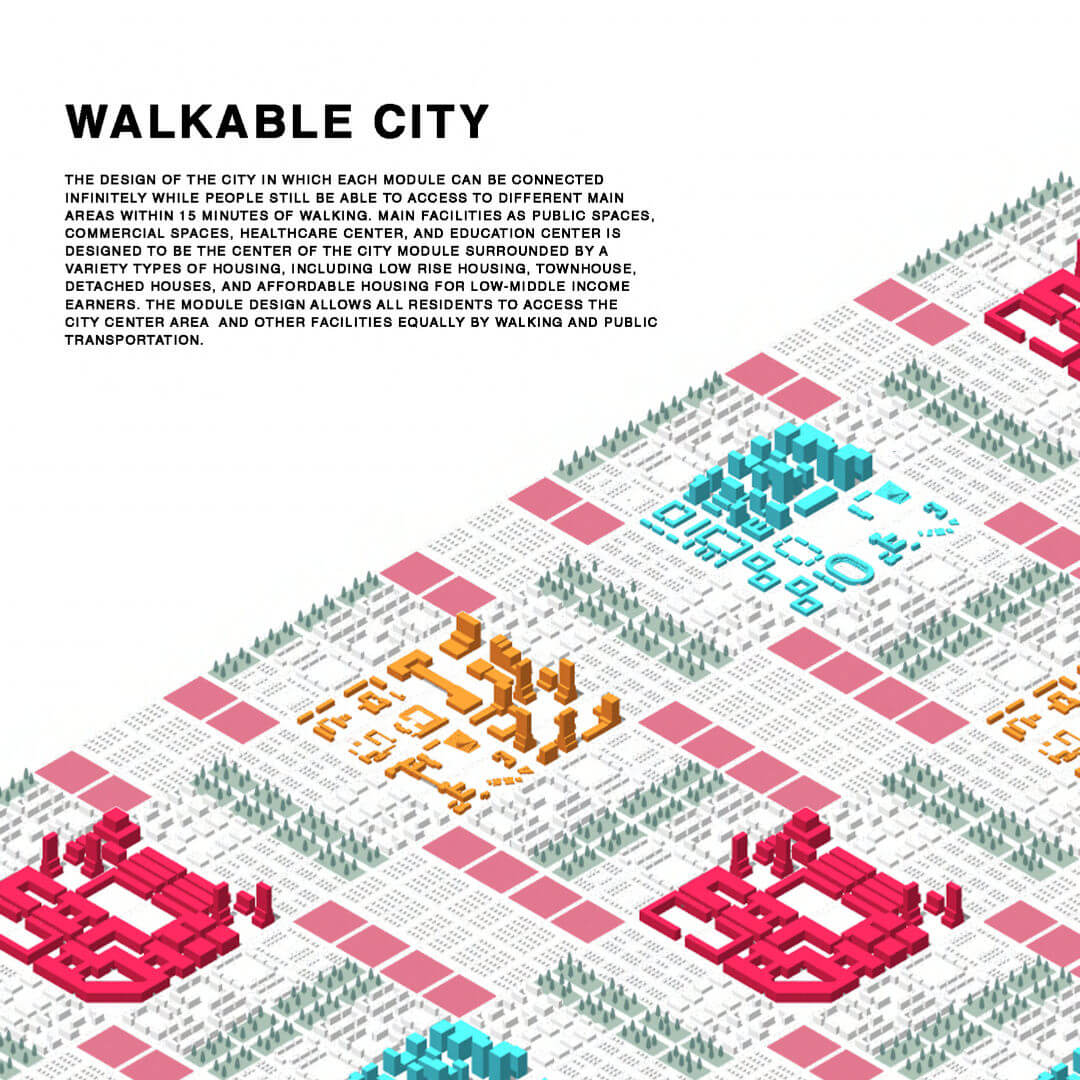 WALKABLE CITY
THE DESIGN OF THE CITY IN WHICH EACH MODULE CAN BE CONNECTED
INFINITELY WHILE PEOPLE STILL BE ABLE TO ACCESS TO DIFFERENT MAIN
AREAS WITHIN 15 MINUTES OF WALKING. MAIN FACILITIES AS PUBLIC SPACES,
COMMERCIAL SPACES, HEALTHCARE CENTER, AND EDUCATION CENTER IS
DESIGNED TO BE THE CENTER OF THE CITY MODULE SURROUNDED BY A
VARIETY TYPES OF HOUSING, INCLUDING LOW RISE HOUSING, TOWNHOUSE,
DETACHED HOUSES, AND AFFORDABLE HOUSING FOR LOW-MIDDLE INCOME
EARNERS. THE MODULE DESIGN ALLOWS ALL RESIDENTS TO ACCESS THE
CITY CENTER AREA AND OTHER FACILITIES EQUALLY BY WALKING AND PUBLIC
TRANSPORTATION.